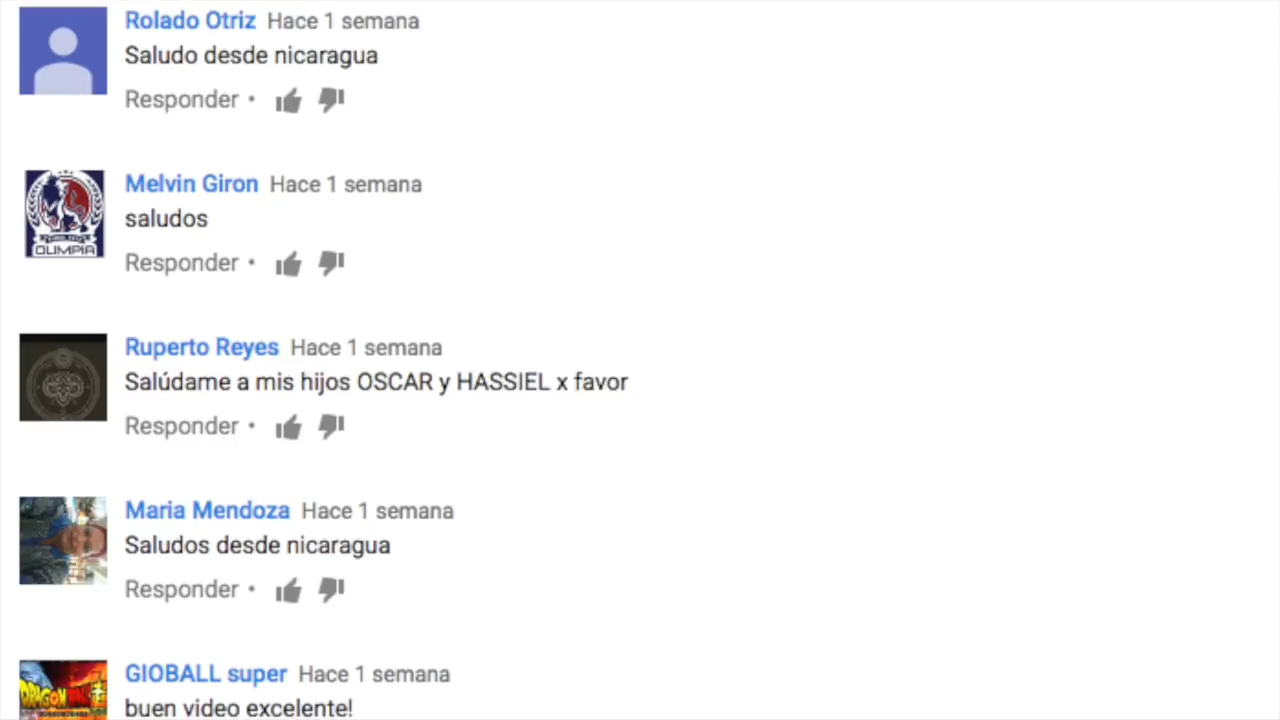 Rolado Otriz Hace 1 semana
Saludo desde nicaragua
Responder •
Melvin Giron Hace 1 semana
saludos
OLIMPIA
Responder •
Ruperto Reyes Hace 1 semana
Salúdame a mis hijos OSCAR y HASSIEL x favor
Responder •
Maria Mendoza Hace 1 semana
Saludos desde nicaragua
Responder •
GIOBALL super Hace 1 semana
buen video excelente!